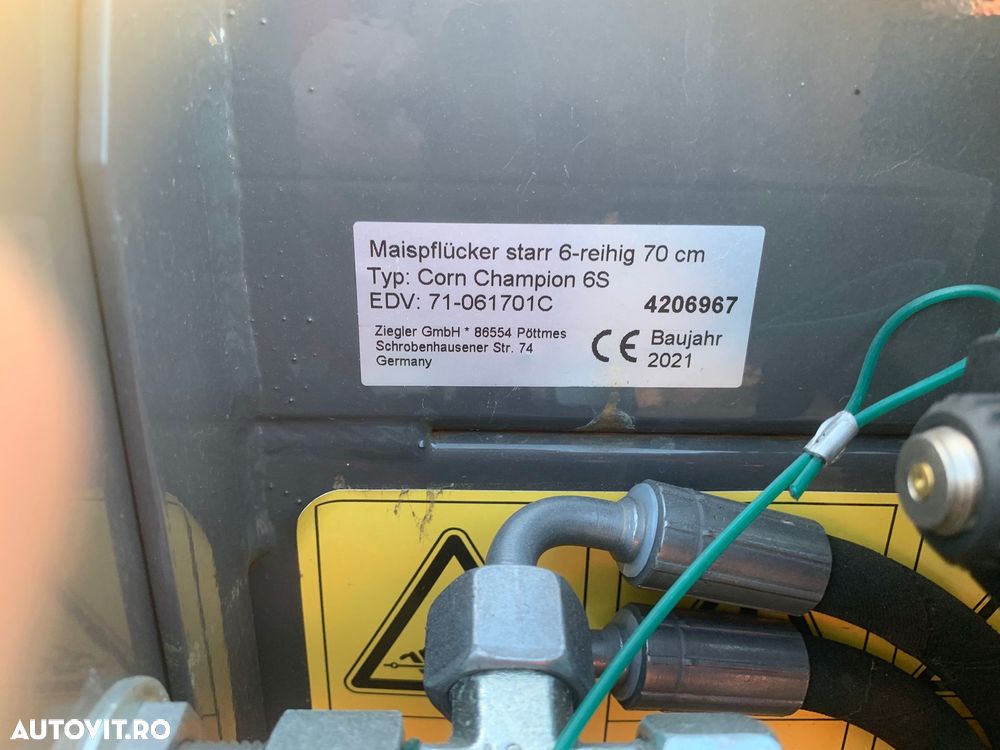 Maispflücker starr 6-reihig 70 cm
Typ: Corn Champion 6S
EDV: 71-061701C 4206967
Ziegler GmbH * 86554 Pöttmes
Schrobenhausener Str. 74
Germany
CE Baujahr
2021
AUTOVIT.RO